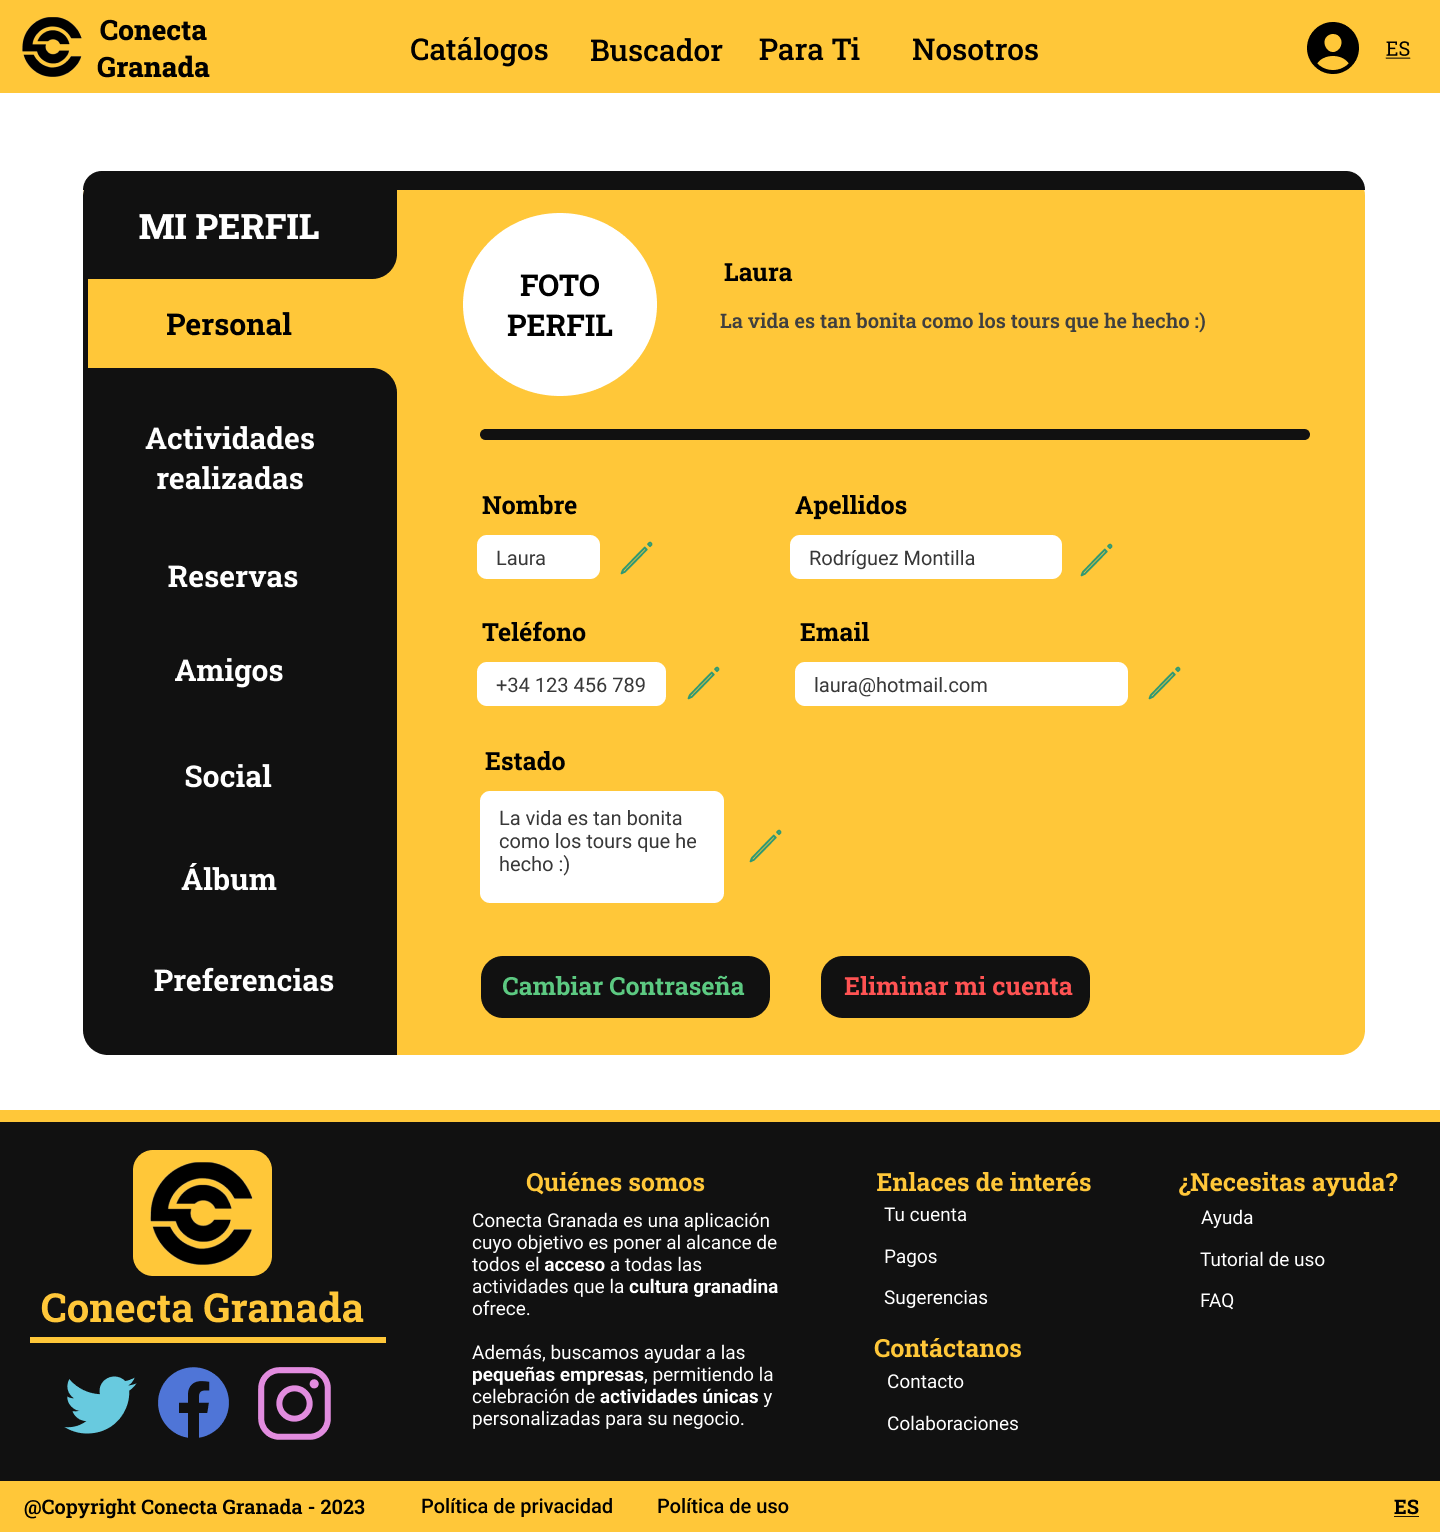 Conecta
Granada
Catálogos
Buscador
Para Ti
Nosotros
ES
MI PERFIL
Personal
Actividades
realizadas
Reservas
Amigos
Social
Álbum
Preferencias
FOTO
PERFIL
Laura
La vida es tan bonita como los tours que he hecho :)
Nombre
Laura
Apellidos
Rodríguez Montilla
Teléfono
+34 123 456 789
Email
laura@hotmail.com
Estado
La vida es tan bonita
como los tours que he
hecho :)
Cambiar Contraseña
Eliminar mi cuenta
Conecta Granada
Quiénes somos
Conecta Granada es una aplicación
cuyo objetivo es poner al alcance de
todos el acceso a todas las
actividades que la cultura granadina
ofrece.
Además, buscamos ayudar a las
pequeñas empresas, permitiendo la
celebración de actividades únicas y
personalizadas para su negocio.
Enlaces de interés
Tu cuenta
Pagos
Sugerencias
Contáctanos
Contacto
Colaboraciones
¿Necesitas ayuda?
Ayuda
Tutorial de uso
FAQ
@Copyright Conecta Granada - 2023
Política de privacidad
Política de uso
ES